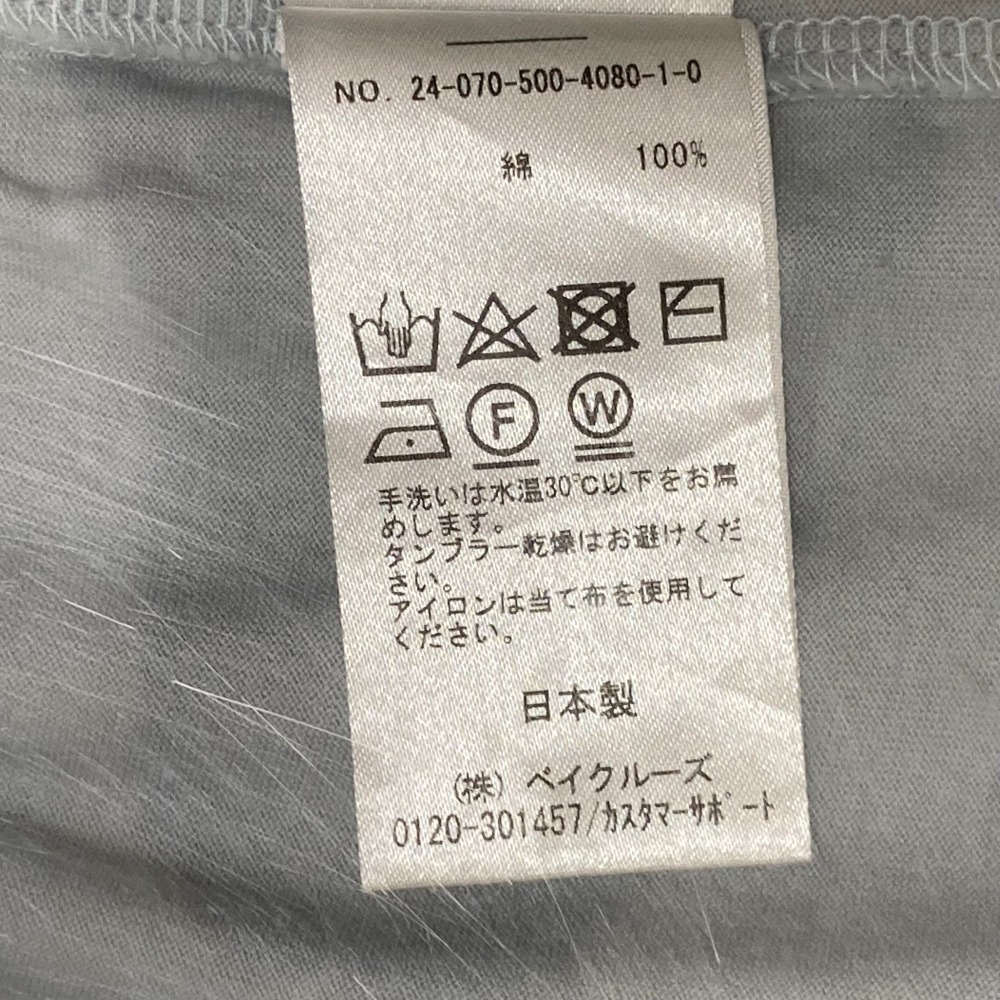 NO. 24-070-500-4080-1-0
綿 100%
F W
手洗いは水温30℃以下をお薦
めします。
タンブラー乾燥はお避けくだ
さい。
アイロンは当て布を使用して
ください。
日本製
(株) ベイクルーズ
0120-301457/ｶｽﾀﾏｰｻﾎﾟｰﾄ